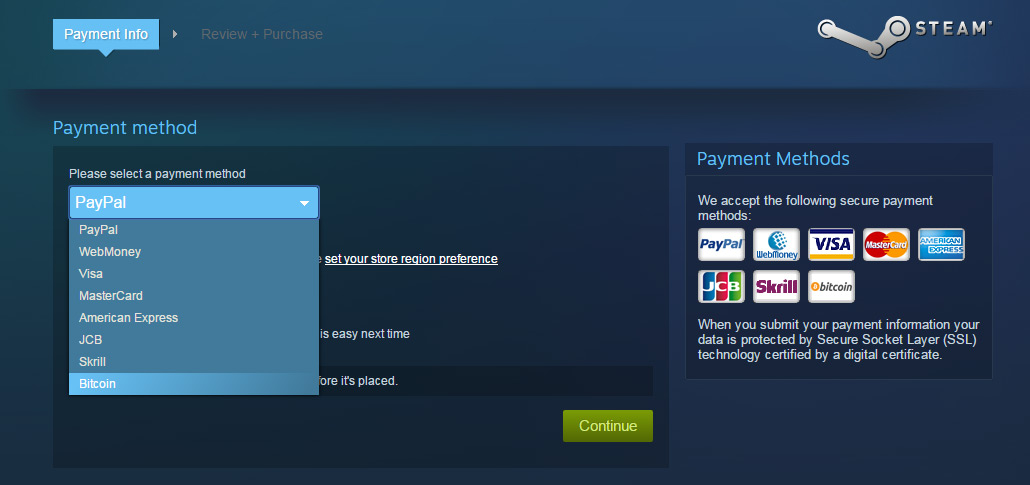 Payment Info
Review + Purchase
STEAM®
Payment method
Please select a payment method
PayPal
PayPal
WebMoney
Visa
MasterCard
American Express
JCB
Skrill
Bitcoin
set your store region preference
is easy next time
fore it's placed.
Continue
Payment Methods
We accept the following secure payment
methods:
PayPal
WebMoney
VISA
MasterCard
AMERICAN
EXPRESS
JCB
Skrill
bitcoin
When you submit your payment information your
data is protected by Secure Socket Layer (SSL)
technology certified by a digital certificate.